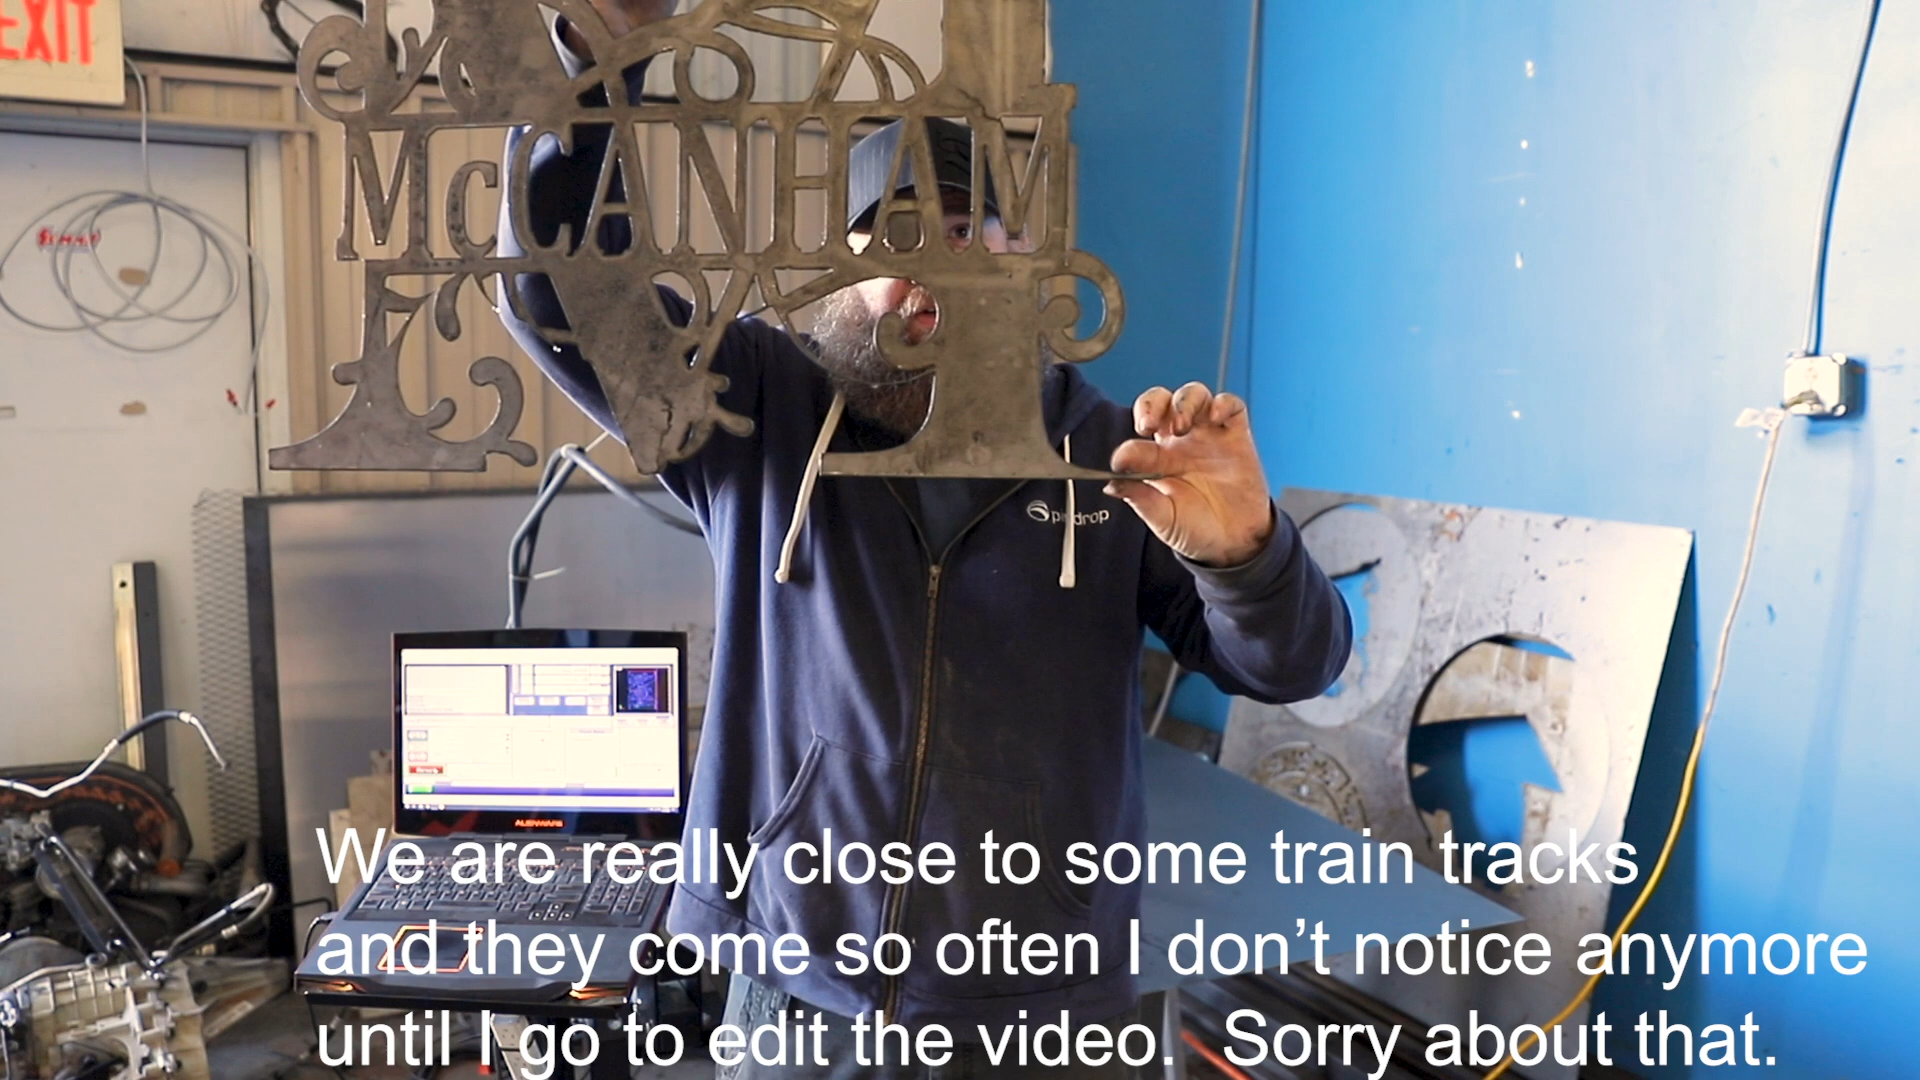 EXIT
McCANHAM
ALIENWARE
We are really close to some train tracks
and they come so often I don't notice anymore
until I go to edit the video.  Sorry about that.